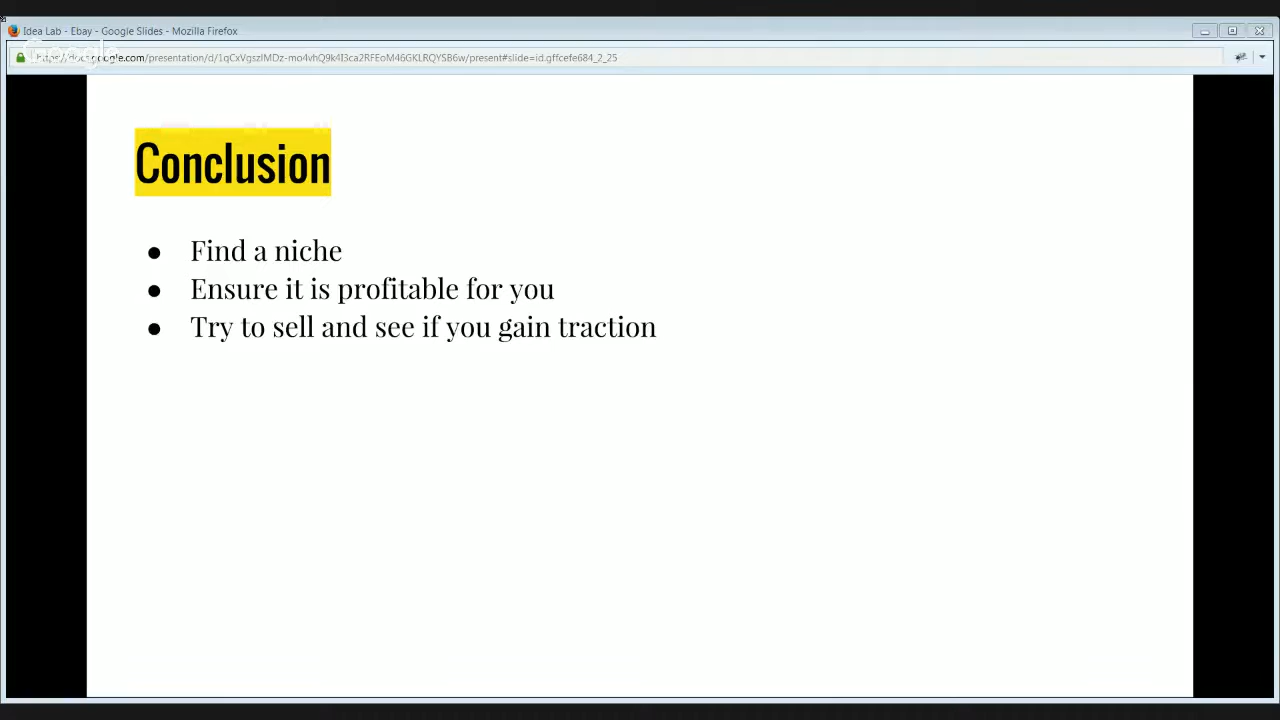 Idea Lab - Ebay - Google Slides - Mozilla Firefox
Google
Conclusion
● Find a niche
● Ensure it is profitable for you
● Try to sell and see if you gain traction